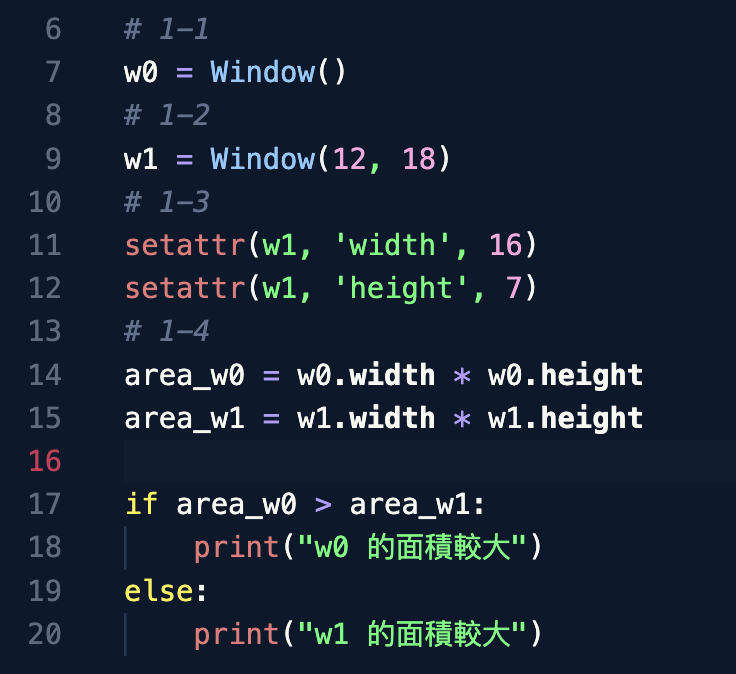 6 # 1-1
7 w0 = Window()
8 # 1-2
9 w1 = Window(12, 18)
10 # 1-3
11 setattr(w1, 'width', 16)
12 setattr(w1, 'height', 7)
13 # 1-4
14 area_w0 = w0.width * w0.height
15 area_w1 = w1.width * w1.height
16
17 if area_w0 > area_w1:
18     print("w0 的面積較大")
19 else:
20     print("w1 的面積較大")